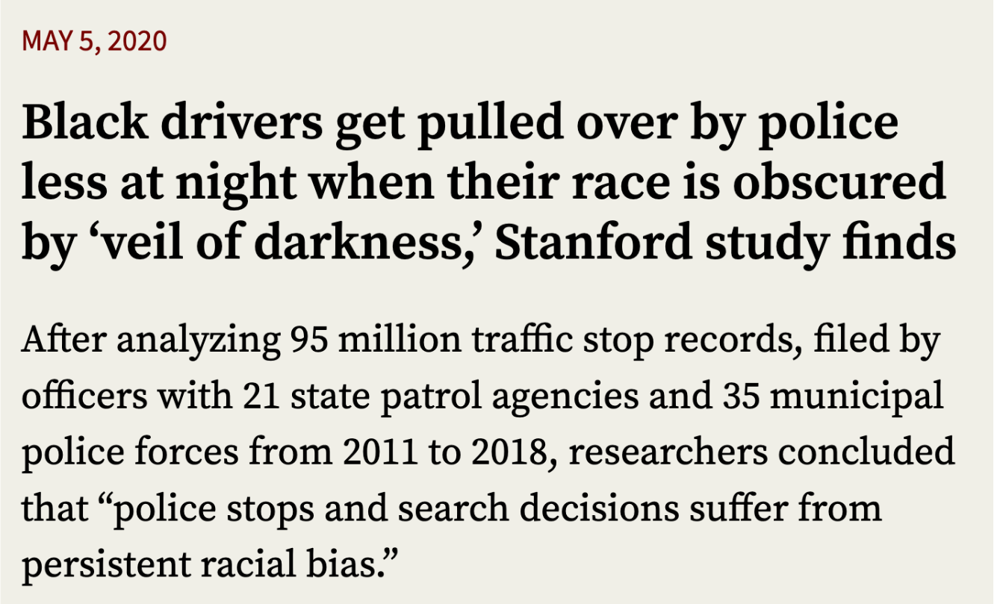 MAY 5, 2020
Black drivers get pulled over by police
less at night when their race is obscured
by ‘veil of darkness,’ Stanford study finds
After analyzing 95 million traffic stop records, filed by
officers with 21 state patrol agencies and 35 municipal
police forces from 2011 to 2018, researchers concluded
that “police stops and search decisions suffer from
persistent racial bias.”